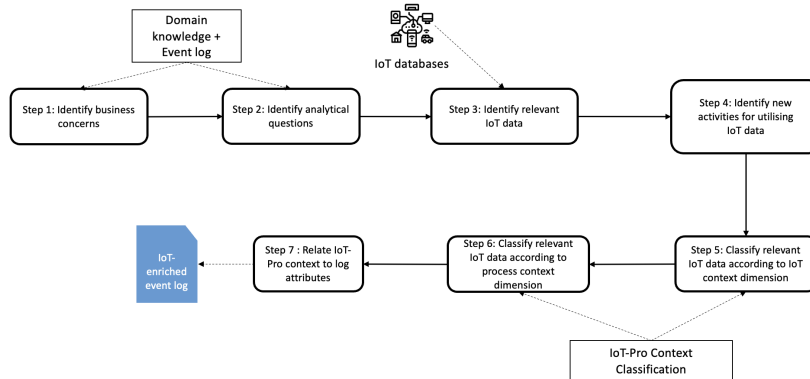 Domain
knowledge +
Event log
IoT databases
Step 1: Identify business
concerns
Step 2: Identify analytical
questions
Step 3: Identify relevant
IoT data
Step 4: Identify new
activities for utilising
IoT data
IoT-
enriched
event log
Step 7 : Relate IoT-
Pro context to log
attributes
Step 6: Classify relevant
IoT data according to
process context
dimension
Step 5: Classify relevant
IoT data according to IoT
context dimension
IoT-Pro Context
Classification